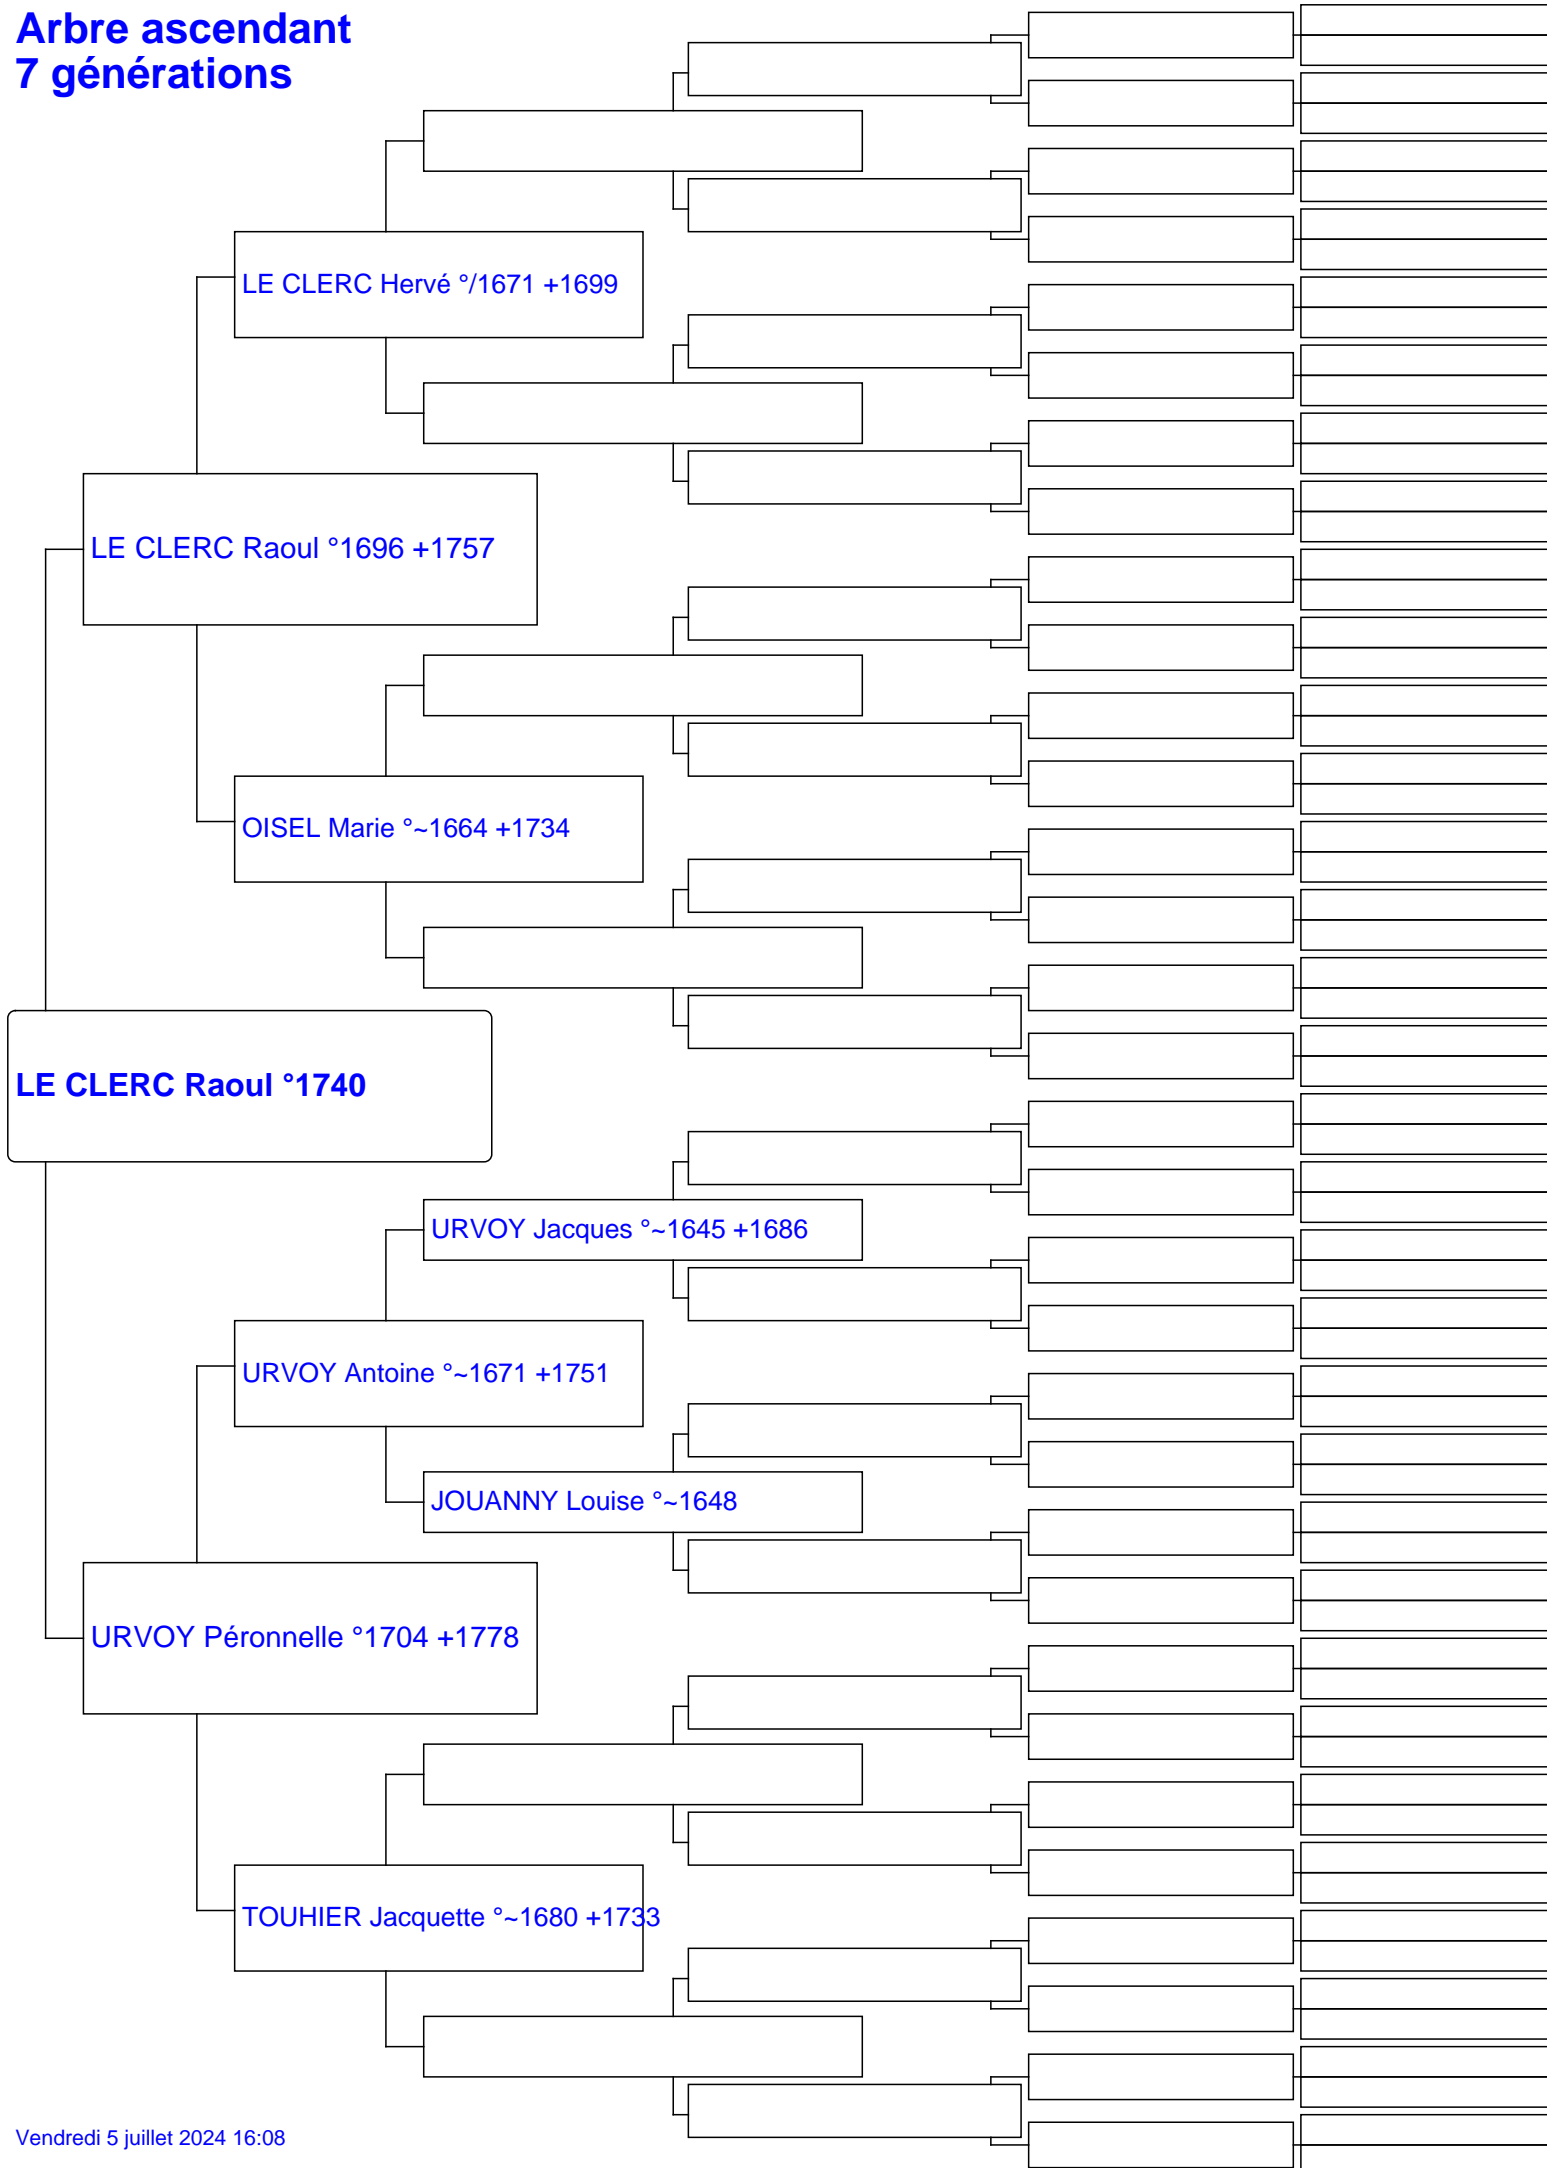 Arbre ascendant
7 générations
LE CLERC Hervé °/1671 +1699
LE CLERC Raoul °1696 +1757
OISEL Marie °~1664 +1734
LE CLERC Raoul °1740
URVOY Jacques °~1645 +1686
URVOY Antoine °~1671 +1751
JOUANNY Louise °~1648
URVOY Péronnelle °1704 +1778
TOUHIER Jacquette °~1680 +1733
Vendredi 5 juillet 2024 16:08